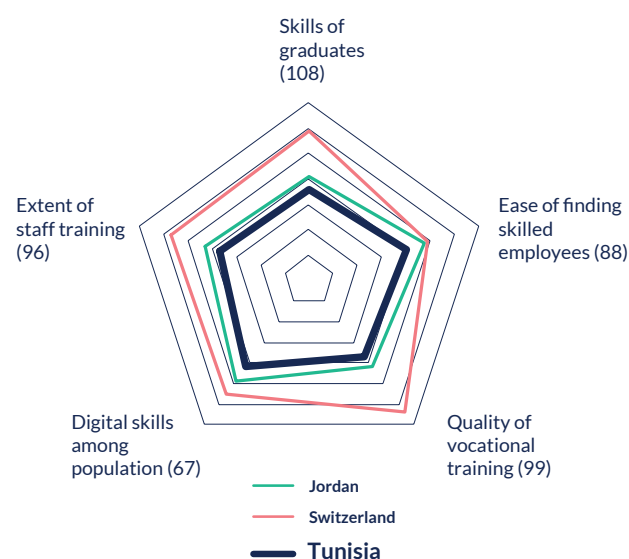 Skills of
graduates
(108)
Extent of
staff training
(96)
Ease of finding
skilled
employees (88)
Digital skills
among
population (67)
Quality of
vocational
training (99)
Jordan
Switzerland
Tunisia